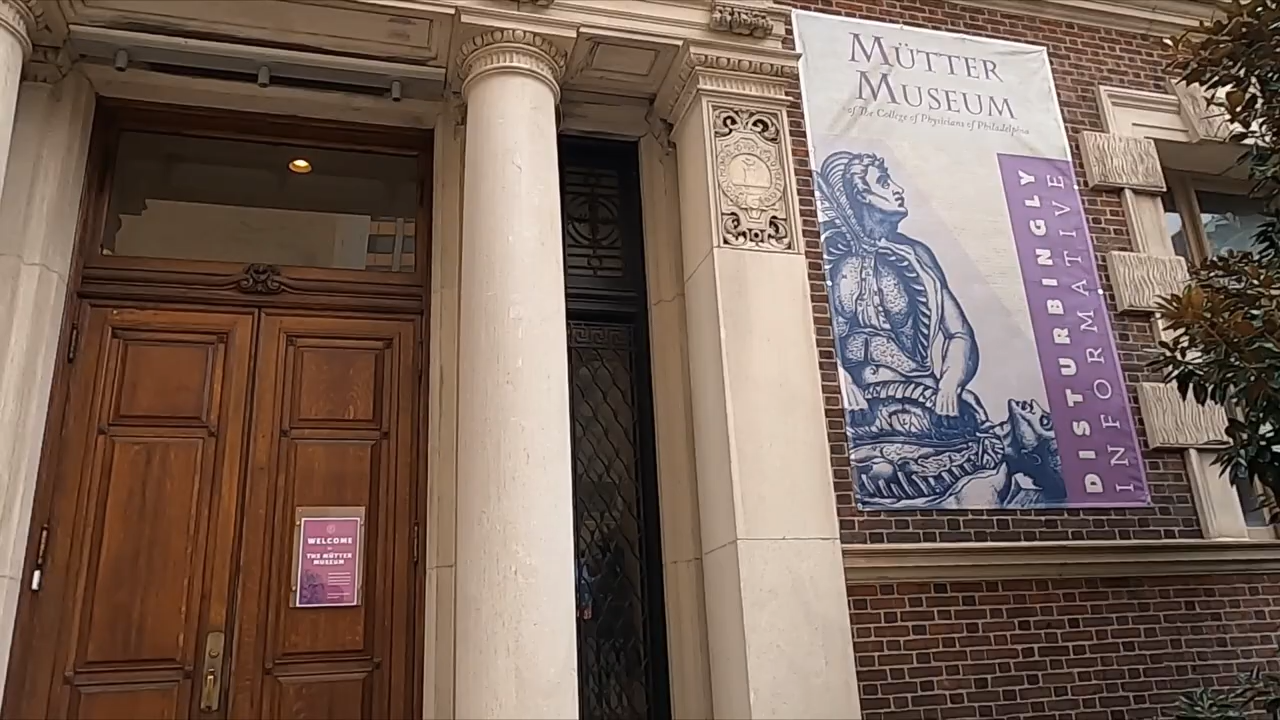 MÜTTER
MUSEUM
of The College of Physicians of Philadelphia
DISTURBINGLY
INFORMATIVE
WELCOME
THE MÜTTER
MUSEUM